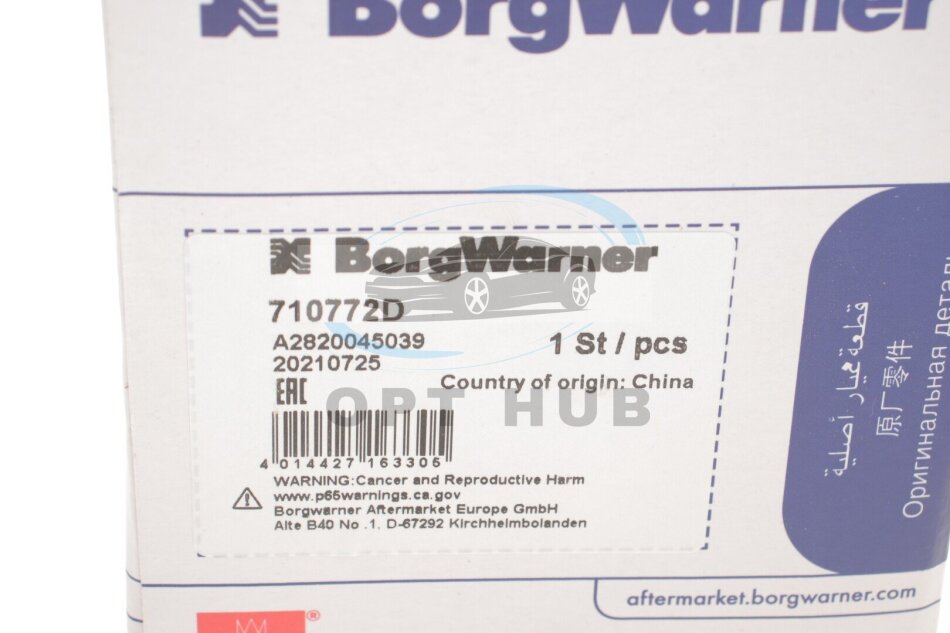 BorgWarner
BorgWarner
710772D
A2820045039
20210725
1 St / pcs
Country of origin: China
EAC
OPT HUB
4 014427 163305
WARNING:Cancer and Reproductive Harm
www.p65warnings.ca.gov
Borgwarner Aftermarket Europe GmbH
Alte B40 No .1, D-67292 Kirchheimbolanden
قطعة معيار أصلية
原厂零件
Оригинальная деталь
aftermarket.borgwarner.com
®